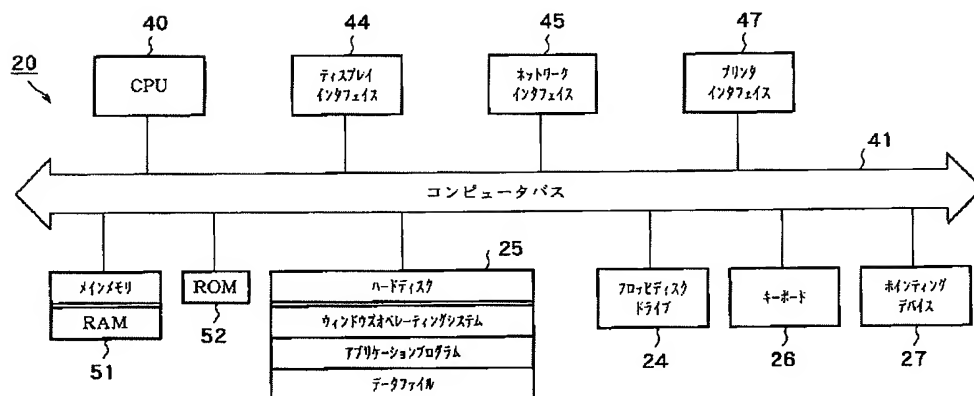 40
44
45
47
20
CPU
ディスプレイ
インタフェイス
ネットワーク
インタフェイス
プリンタ
インタフェイス
41
コンピュータバス
25
メインメモリ
RAM
51
ROM
52
ハードディスク
ウィンドウズオペレーティングシステム
アプリケーションプログラム
データファイル
フロッピディスク
ドライブ
24
キーボード
26
ポインティング
デバイス
27